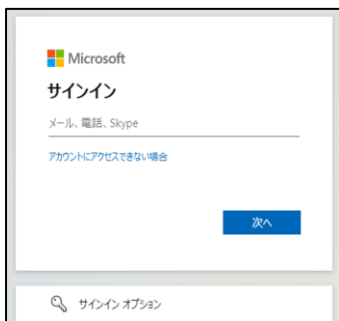 Microsoft
サインイン
メール、電話、Skype
アカウントにアクセスできない場合
次へ
サインイン オプション